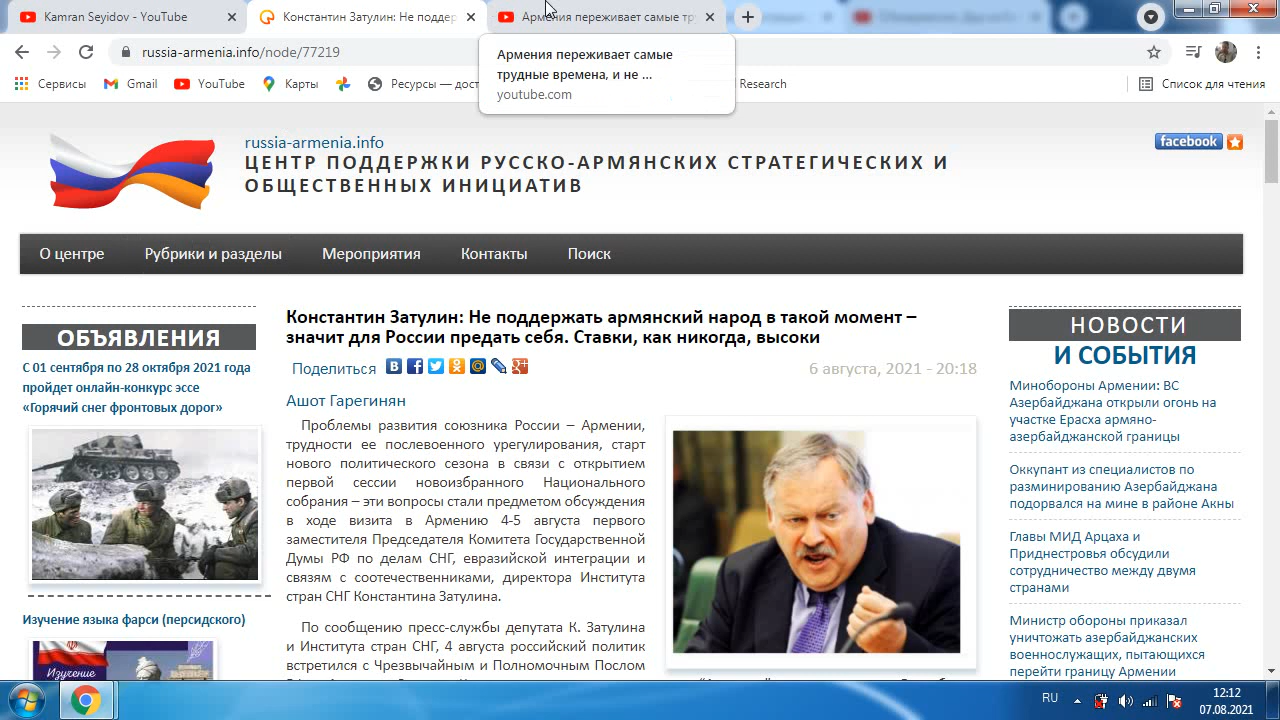 Kamran Seyidov - YouTube
Константин Затулин: Не поддер
Армения переживает самые тр
russia-armenia.info/node/77219
Армения переживает самые
трудные времена, и не ...
youtube.com
Сервисы
Gmail
YouTube
Карты
Ресурсы — дост
Research
Список для чтения
russia-armenia.info
ЦЕНТР ПОДДЕРЖКИ РУССКО-АРМЯНСКИХ СТРАТЕГИЧЕСКИХ И
ОБЩЕСТВЕННЫХ ИНИЦИАТИВ
facebook
О центре
Рубрики и разделы
Мероприятия
Контакты
Поиск
ОБЪЯВЛЕНИЯ
С 01 сентября по 28 октября 2021 года
пройдет онлайн-конкурс эссе
«Горячий снег фронтовых дорог»
Изучение языка фарси (персидского)
Изучение
Константин Затулин: Не поддержать армянский народ в такой момент –
значит для России предать себя. Ставки, как никогда, высоки
Поделиться
6 августа, 2021 - 20:18
Ашот Гарегинян
Проблемы развития союзника России – Армении,
трудности ее послевоенного урегулирования, старт
нового политического сезона в связи с открытием
первой сессии новоизбранного Национального
собрания – эти вопросы стали предметом обсуждения
в ходе визита в Армению 4-5 августа первого
заместителя Председателя Комитета Государственной
Думы РФ по делам СНГ, евразийской интеграции и
связям с соотечественниками, директора Института
стран СНГ Константина Затулина.
По сообщению пресс-службы депутата К. Затулина
и Института стран СНГ, 4 августа российский политик
встретился с Чрезвычайным и Полномочным Послом
НОВОСТИ
И СОБЫТИЯ
Минобороны Армении: ВС
Азербайджана открыли огонь на
участке Ерасха армяно-
азербайджанской границы
Оккупант из специалистов по
разминированию Азербайджана
подорвался на мине в районе Акны
Главы МИД Арцаха и
Приднестровья обсудили
сотрудничество между двумя
странами
Министр обороны приказал
уничтожать азербайджанских
военнослужащих, пытающихся
перейти границу Армении
RU
12:12
07.08.2021